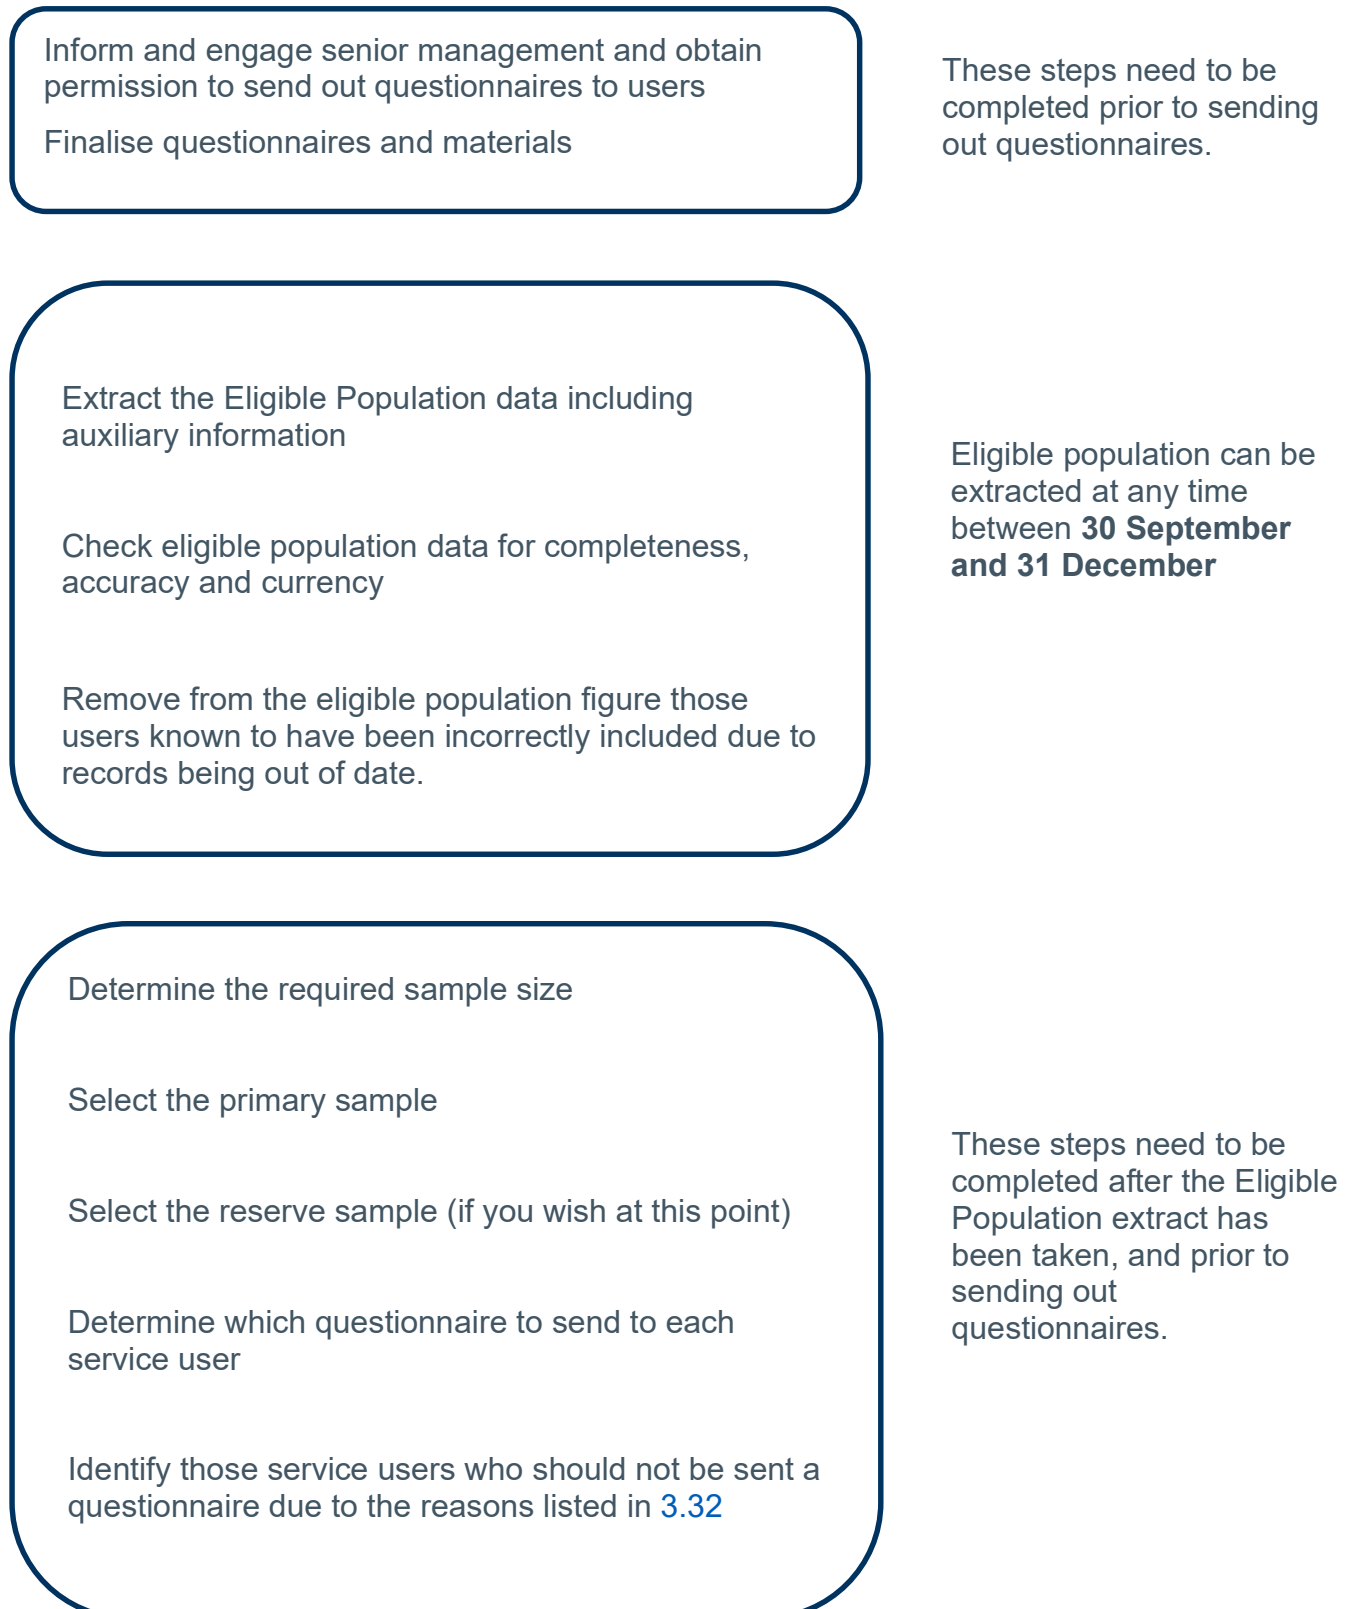 Inform and engage senior management and obtain
permission to send out questionnaires to users
Finalise questionnaires and materials
These steps need to be
completed prior to sending
out questionnaires.
Extract the Eligible Population data including
auxiliary information
Check eligible population data for completeness,
accuracy and currency
Remove from the eligible population figure those
users known to have been incorrectly included due to
records being out of date.
Eligible population can be
extracted at any time
between 30 September
and 31 December
Determine the required sample size
Select the primary sample
Select the reserve sample (if you wish at this point)
Determine which questionnaire to send to each
service user
Identify those service users who should not be sent a
questionnaire due to the reasons listed in 3.32
These steps need to be
completed after the Eligible
Population extract has
been taken, and prior to
sending out
questionnaires.